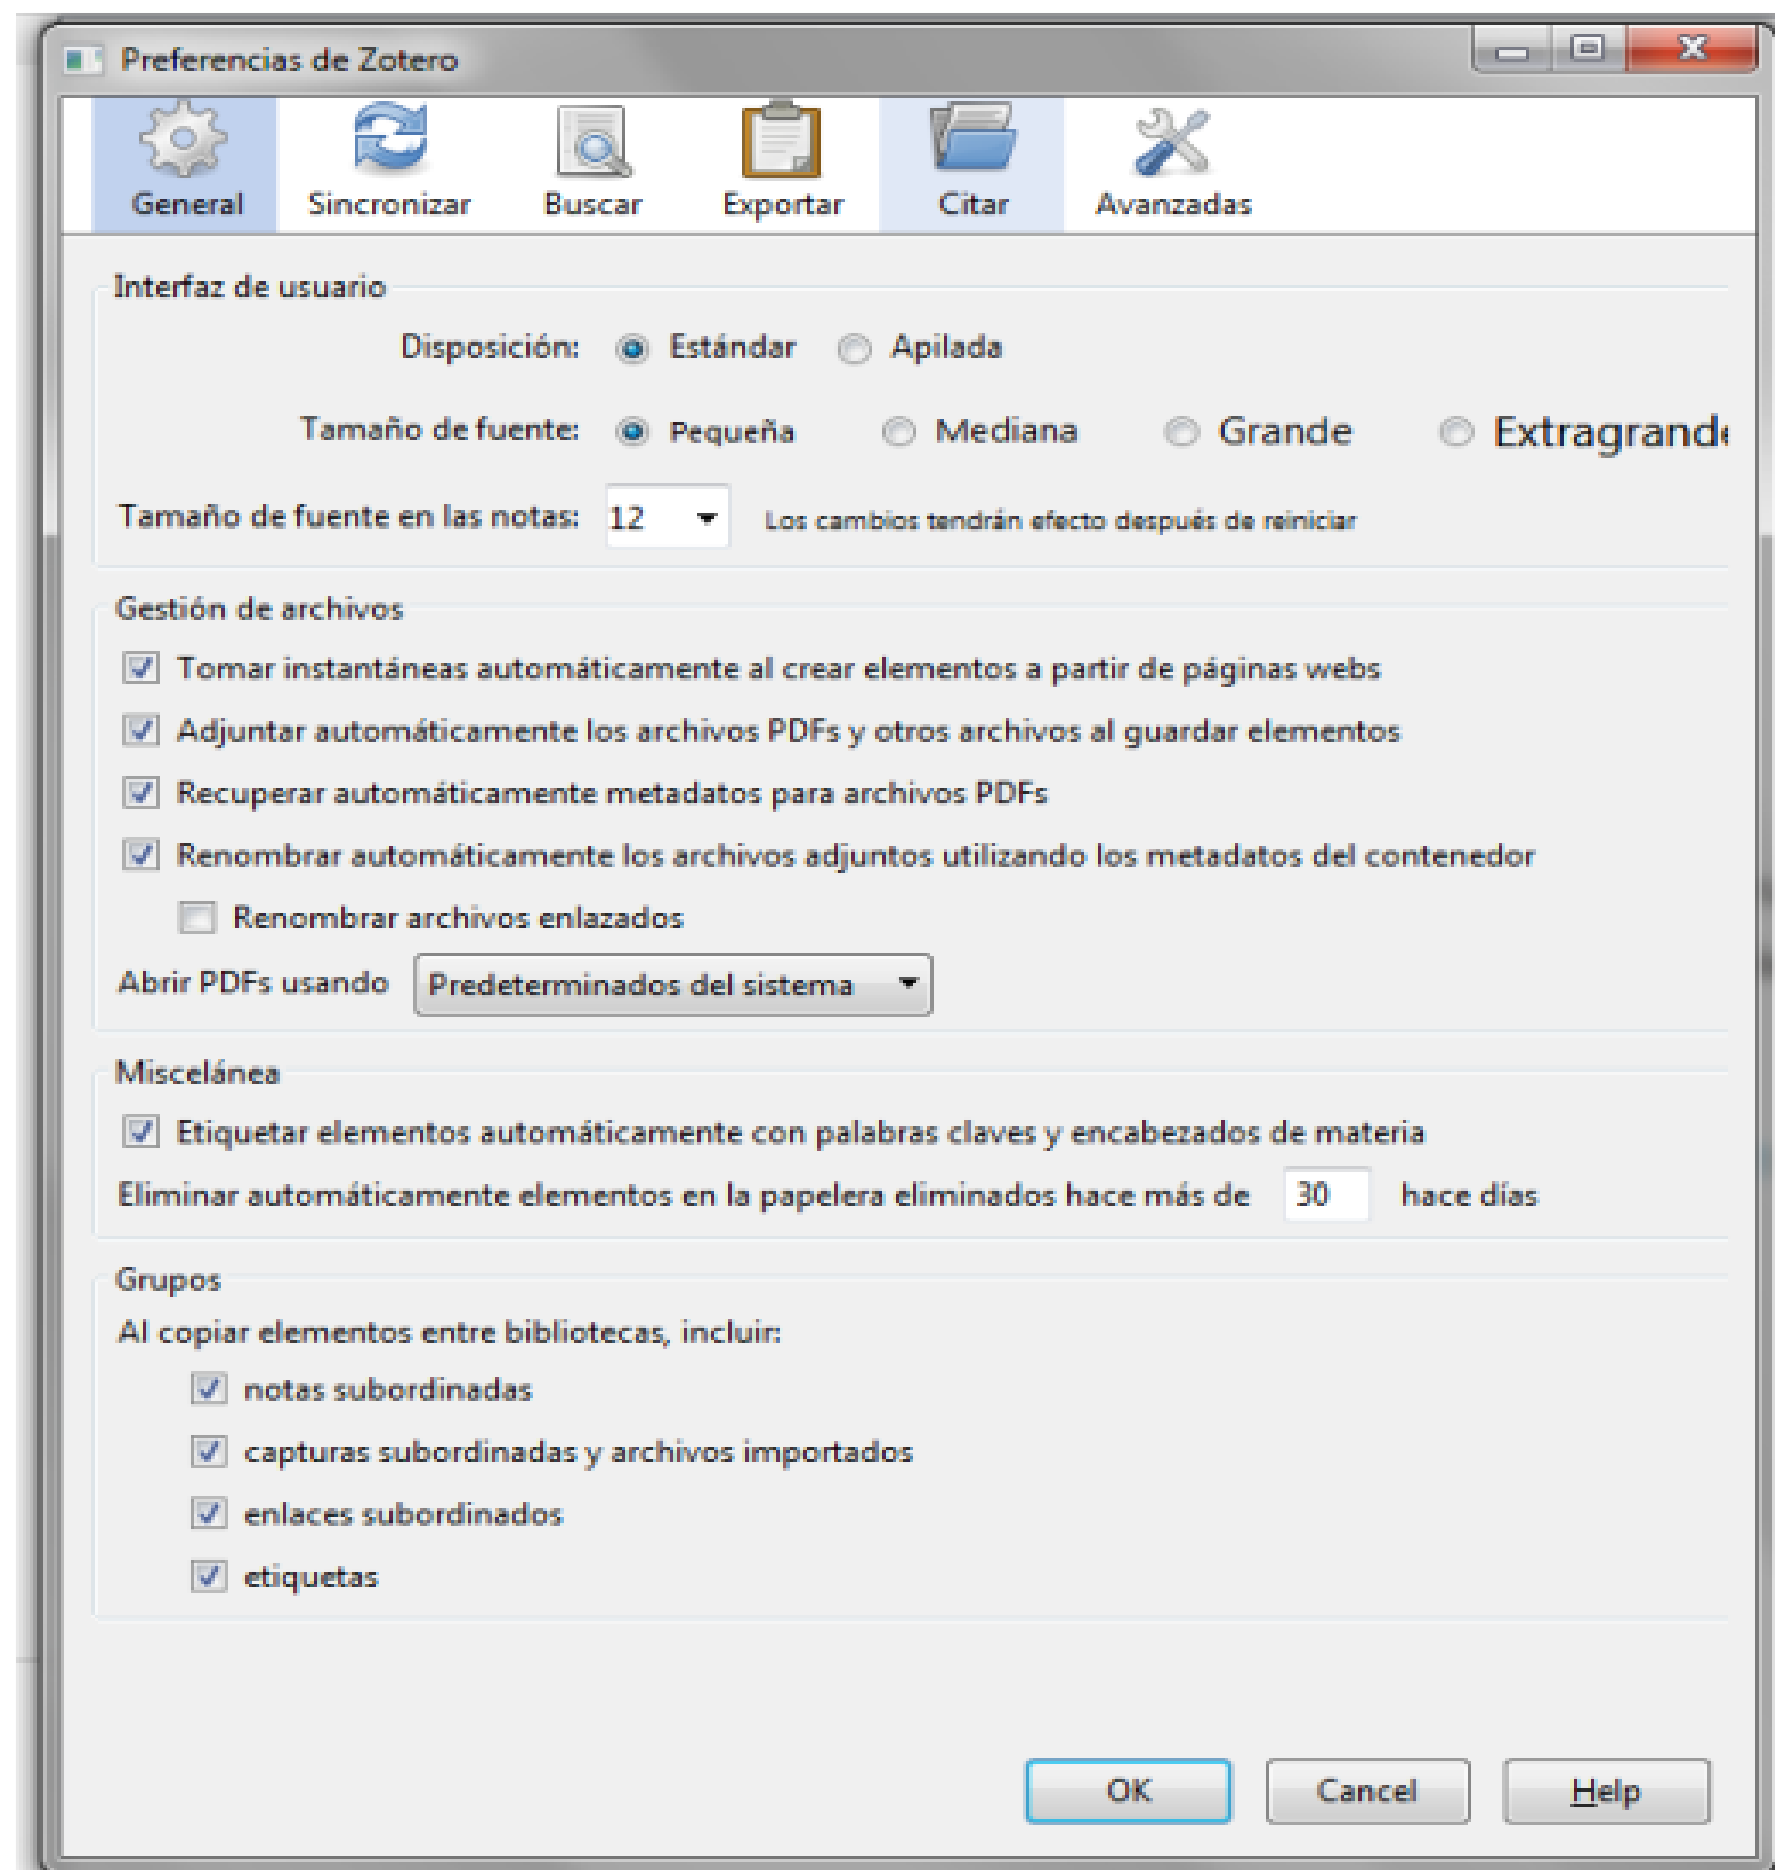 Preferencias de Zotero
General Sincronizar Buscar Exportar Citar Avanzadas
Interfaz de usuario
Disposición: Estándar Apilada
Tamaño de fuente: Pequeña Mediana Grande Extragrande
Tamaño de fuente en las notas: 12 Los cambios tendrán efecto después de reiniciar
Gestión de archivos
Tomar instantáneas automáticamente al crear elementos a partir de páginas webs
Adjuntar automáticamente los archivos PDFs y otros archivos al guardar elementos
Recuperar automáticamente metadatos para archivos PDFs
Renombrar automáticamente los archivos adjuntos utilizando los metadatos del contenedor
Renombrar archivos enlazados
Abrir PDFs usando Predeterminados del sistema
Miscelánea
Etiquetar elementos automáticamente con palabras claves y encabezados de materia
Eliminar automáticamente elementos en la papelera eliminados hace más de 30 hace días
Grupos
Al copiar elementos entre bibliotecas, incluir:
notas subordinadas
capturas subordinadas y archivos importados
enlaces subordinados
etiquetas
OK Cancel Help